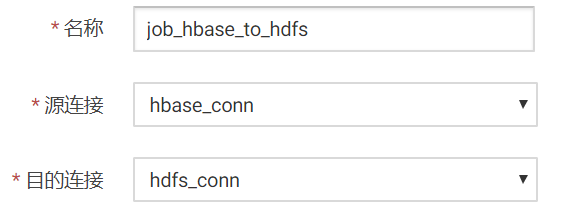 * 名称 job_hbase_to_hdfs
* 源连接 hbase_conn
* 目的连接 hdfs_conn